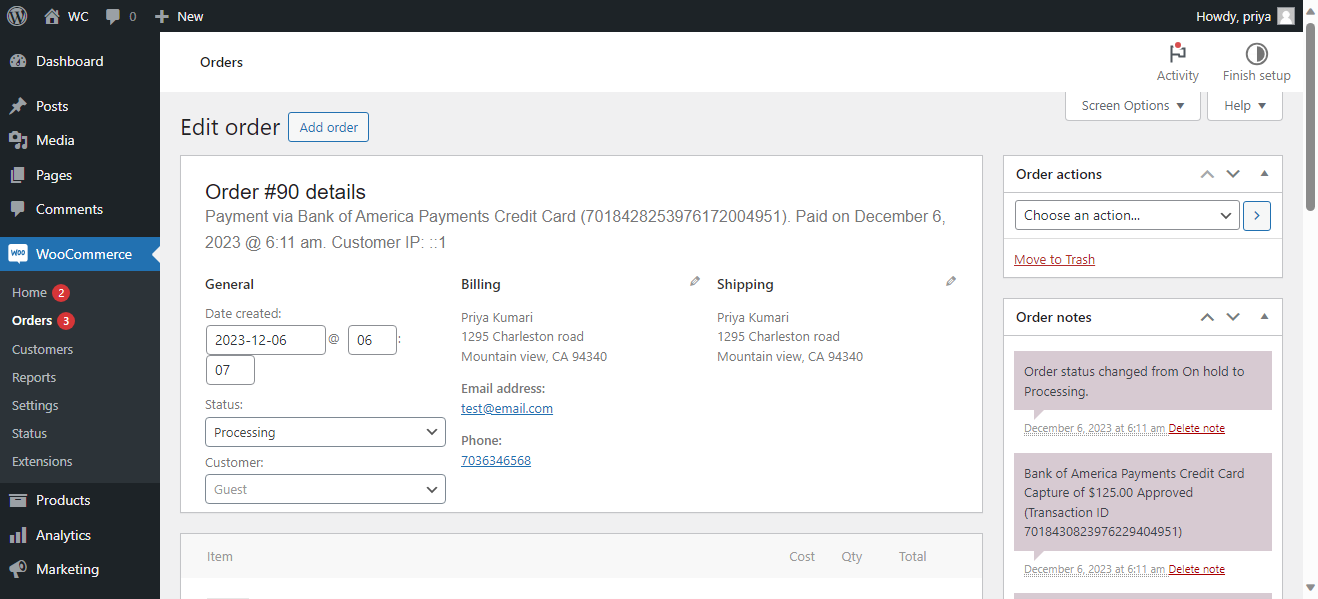 WC
0
New
Howdy, priya
Dashboard
Posts
Media
Pages
Comments
WooCommerce
Home 2
Orders 3
Customers
Reports
Settings
Status
Extensions
Products
Analytics
Marketing
Orders
Activity
Finish setup
Screen Options
Help
Edit order
Add order
Order #90 details
Payment via Bank of America Payments Credit Card (7018428253976172004951). Paid on December 6,
2023 @ 6:11 am. Customer IP: ::1
General
Date created:
2023-12-06 @ 06 :
07
Status:
Processing
Customer:
Guest
Billing
Priya Kumari
1295 Charleston road
Mountain view, CA 94340
Email address:
test@email.com
Phone:
7036346568
Shipping
Priya Kumari
1295 Charleston road
Mountain view, CA 94340
Item Cost Qty Total
Order actions
Choose an action...
Move to Trash
Order notes
Order status changed from On hold to
Processing.
December 6, 2023 at 6:11 am Delete note
Bank of America Payments Credit Card
Capture of $125.00 Approved
(Transaction ID
7018430823976229404951)
December 6, 2023 at 6:11 am Delete note